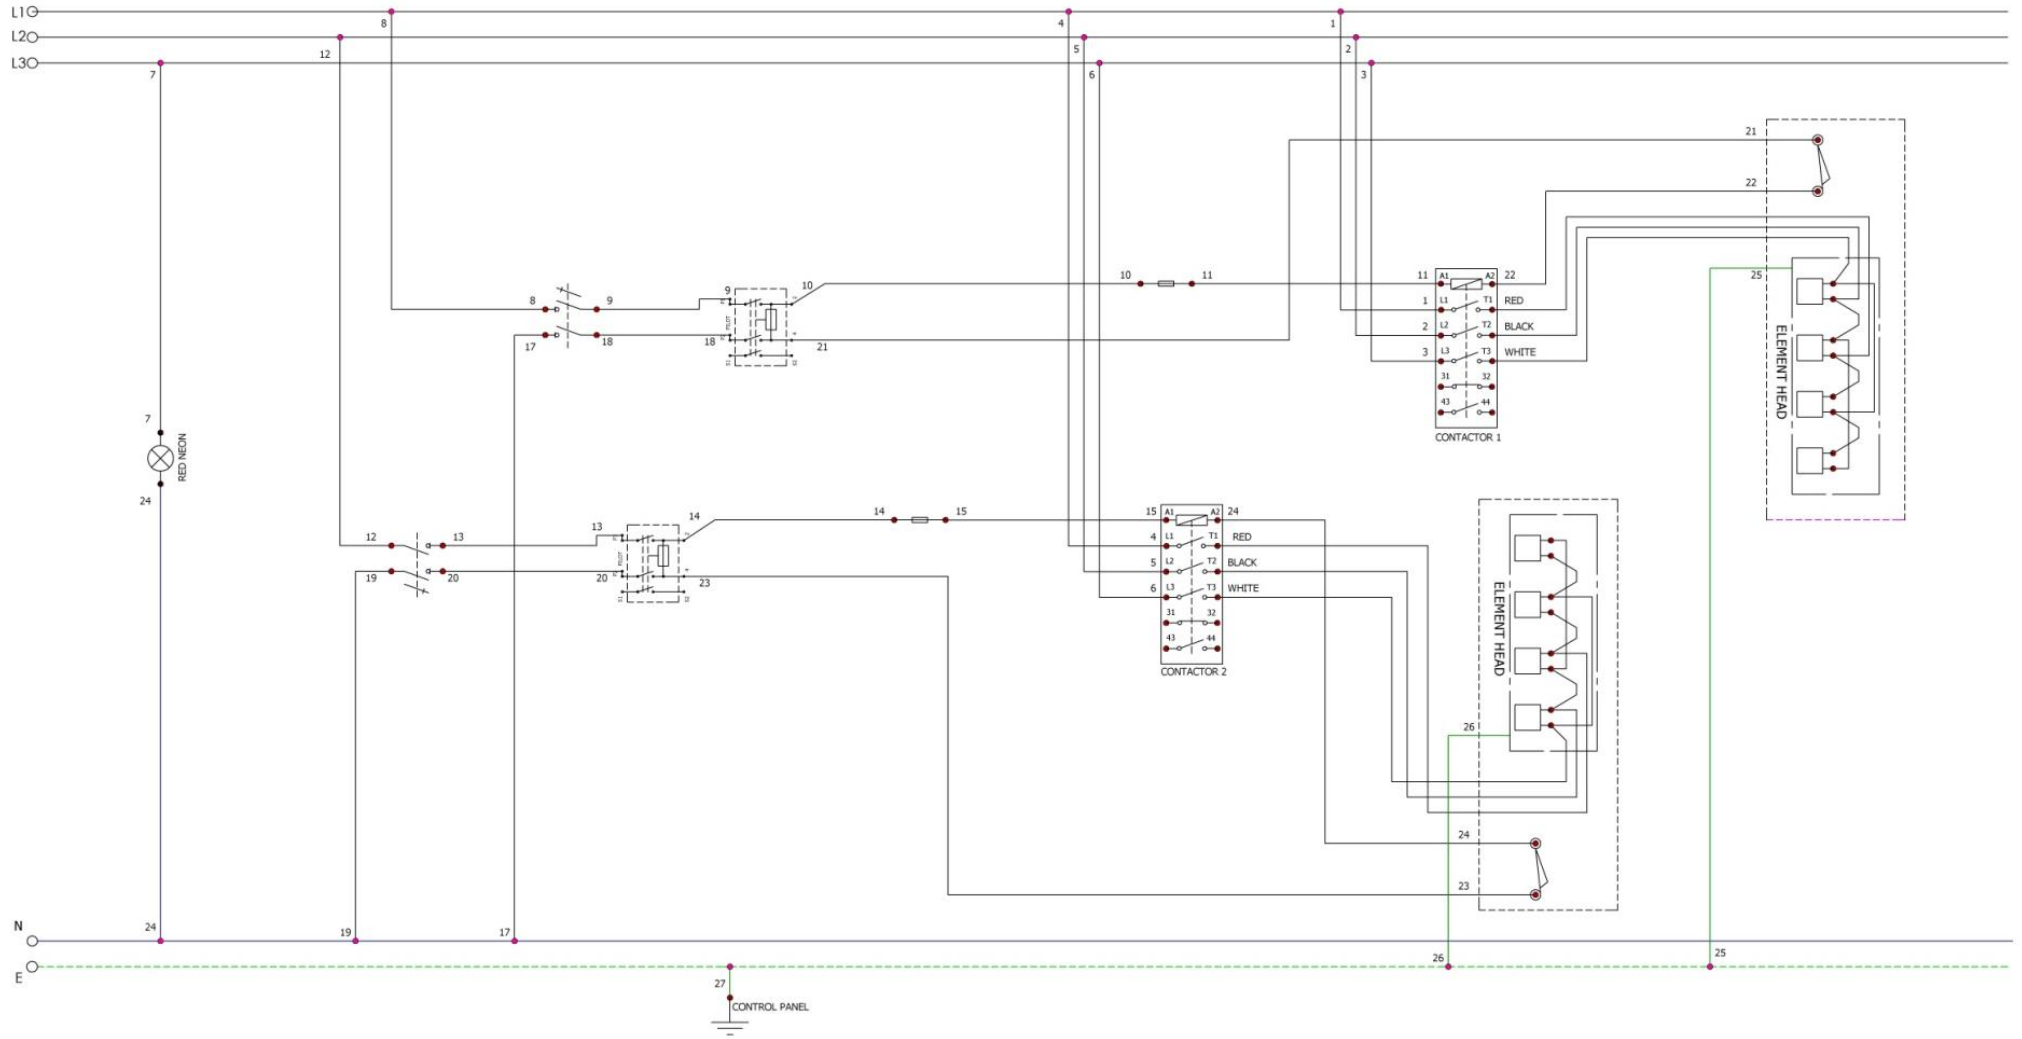 L1
8
4
1
L2
12
5
2
L3
7
6
3
21
22
25
9
10
10
11
11
A1
A2
22
8
9
1
L1
T1
RED
PILOT
2
L2
T2
BLACK
17
18
18
21
3
L3
T3
WHITE
31
32
43
44
CONTACTOR 1
ELEMENT HEAD
7
RED NEON
24
14
14
15
15
A1
A2
24
13
12
13
4
L1
T1
RED
PILOT
5
L2
T2
BLACK
19
20
20
23
6
L3
T3
WHITE
31
32
43
44
CONTACTOR 2
ELEMENT HEAD
26
24
23
N
24
19
17
E
26
25
27
CONTROL PANEL